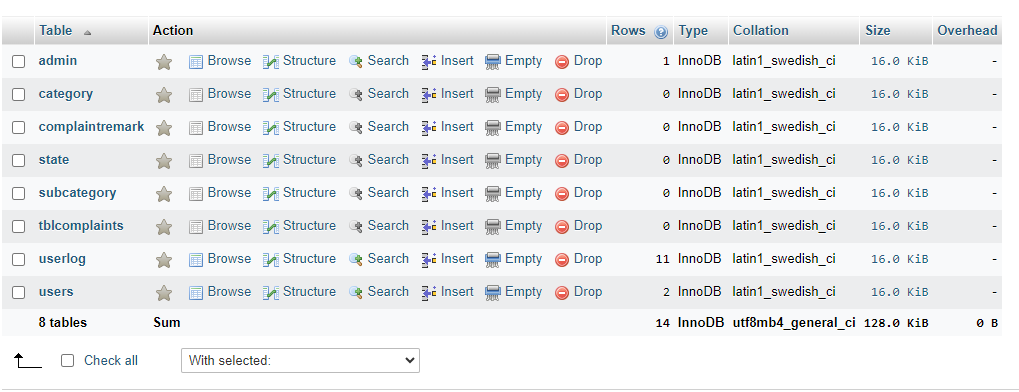 Table Action Rows Type Collation Size Overhead
admin Browse Structure Search Insert Empty Drop 1 InnoDB latin1_swedish_ci 16.0 KiB -
category Browse Structure Search Insert Empty Drop 0 InnoDB latin1_swedish_ci 16.0 KiB -
complaintremark Browse Structure Search Insert Empty Drop 0 InnoDB latin1_swedish_ci 16.0 KiB -
state Browse Structure Search Insert Empty Drop 0 InnoDB latin1_swedish_ci 16.0 KiB -
subcategory Browse Structure Search Insert Empty Drop 0 InnoDB latin1_swedish_ci 16.0 KiB -
tblcomplaints Browse Structure Search Insert Empty Drop 0 InnoDB latin1_swedish_ci 16.0 KiB -
userlog Browse Structure Search Insert Empty Drop 11 InnoDB latin1_swedish_ci 16.0 KiB -
users Browse Structure Search Insert Empty Drop 2 InnoDB latin1_swedish_ci 16.0 KiB -
8 tables Sum 14 InnoDB utf8mb4_general_ci 128.0 KiB 0 B
Check all With selected: